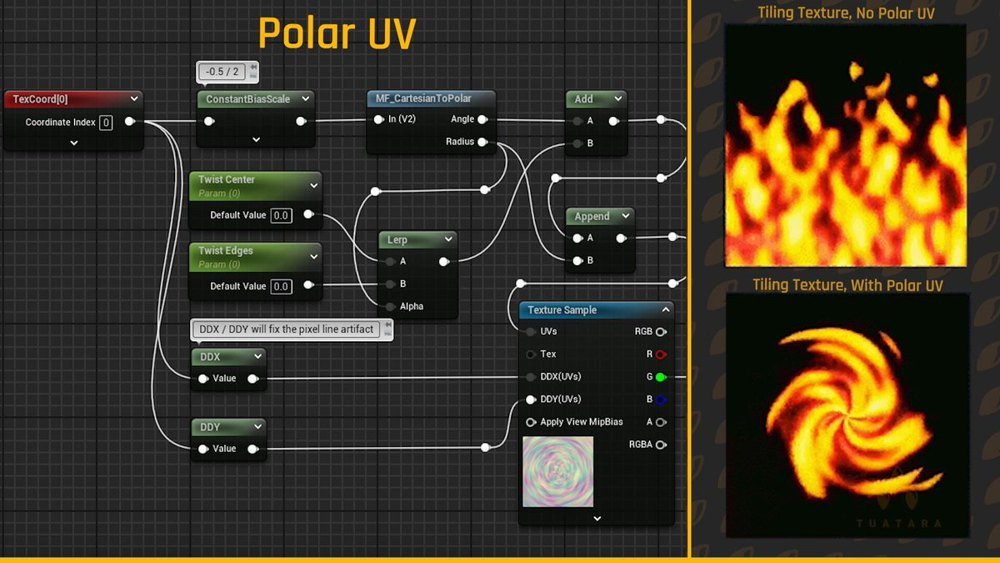 Polar UV
-0.5 / 2
TexCoord[0]
Coordinate Index 0
ConstantBiasScale
MF_CartesianToPolar
In (V2) Angle
Radius
Add
A
B
Twist Center
Param (0)
Default Value 0.0
Twist Edges
Param (0)
Default Value 0.0
Lerp
A
B
Alpha
Append
A
B
DDX / DDY will fix the pixel line artifact
DDX
Value
DDY
Value
Texture Sample
UVs RGB
Tex R
DDX(UVs) G
DDY(UVs) B
Apply View MipBias A
RGBA
Tiling Texture, No Polar UV
Tiling Texture, With Polar UV
TUATARA